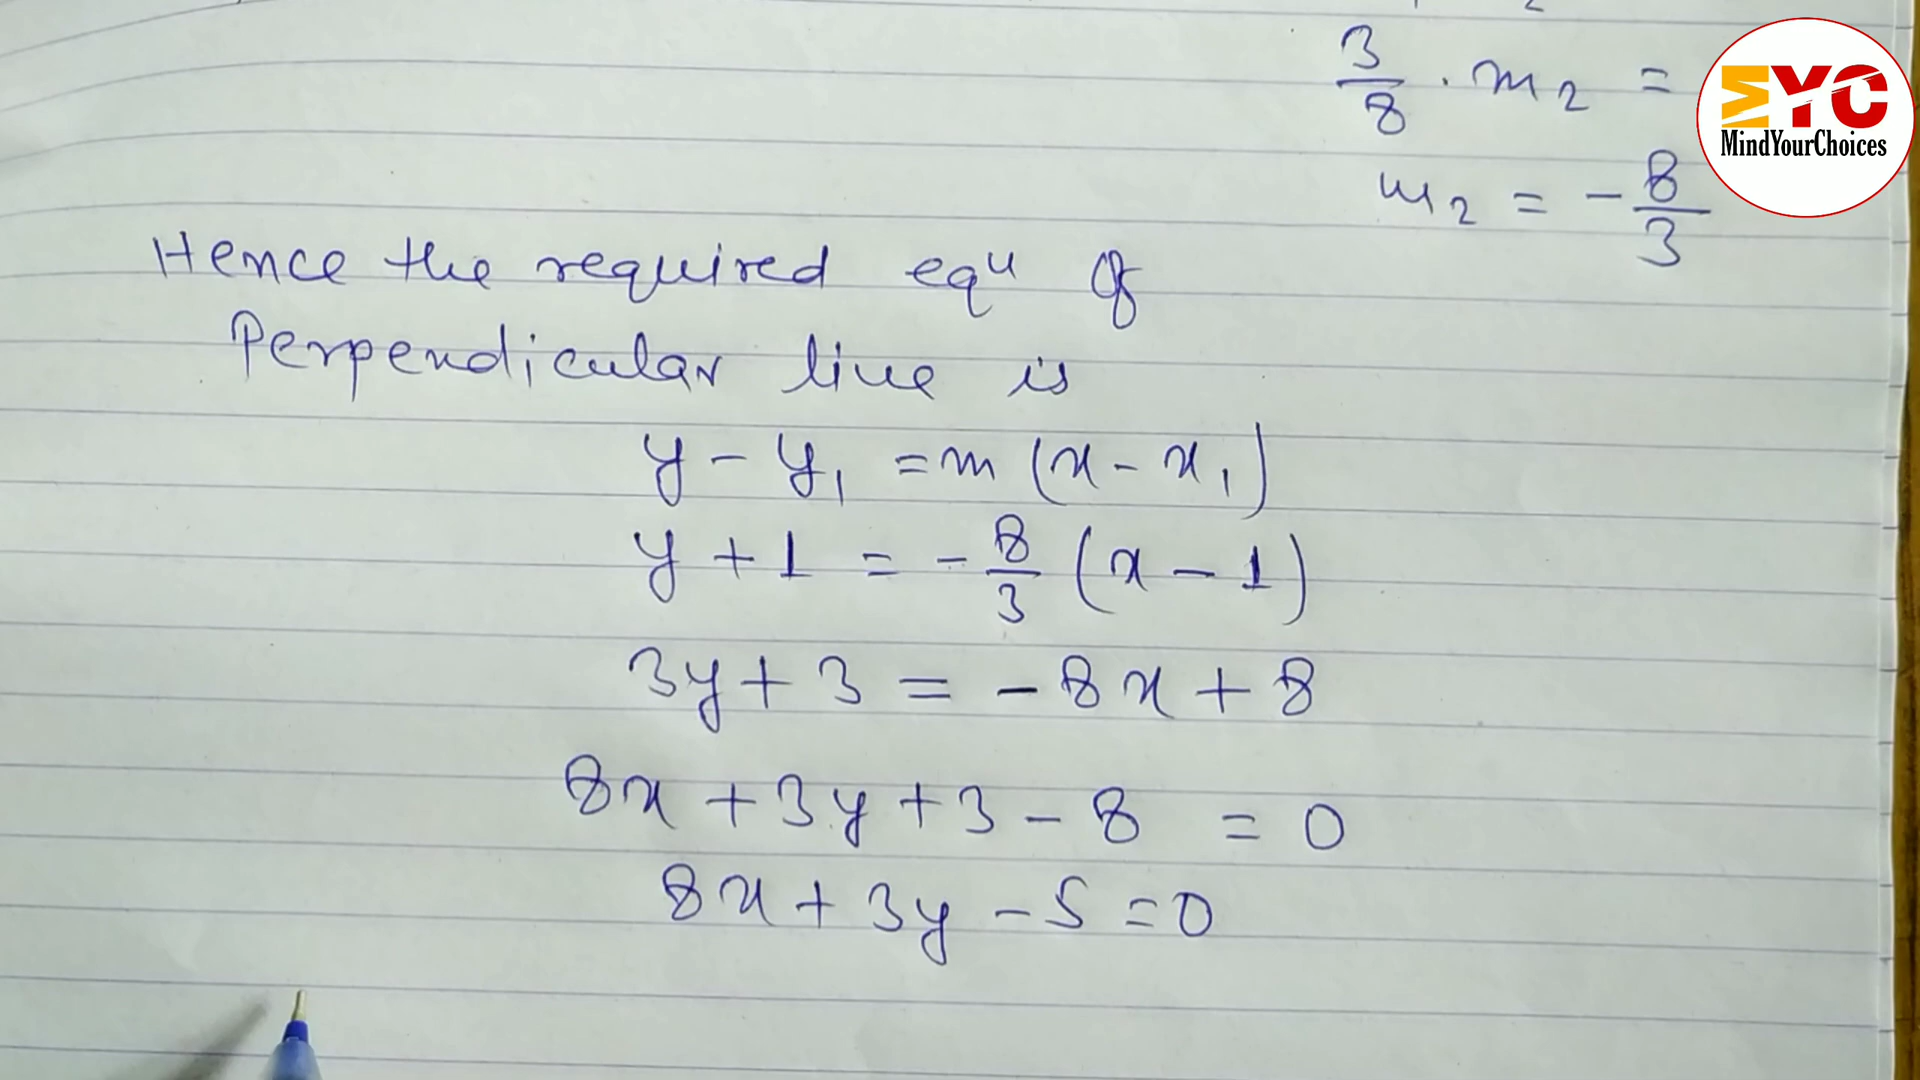 3/8 · m₂ =
m₂ = - 8/3
MYC
MindYourChoices
Hence the required equⁿ of
Perpendicular line is
y - y₁ = m (x - x₁)
y + 1 = - 8/3 (x - 1)
3y + 3 = - 8x + 8
8x + 3y + 3 - 8 = 0
8x + 3y - 5 = 0